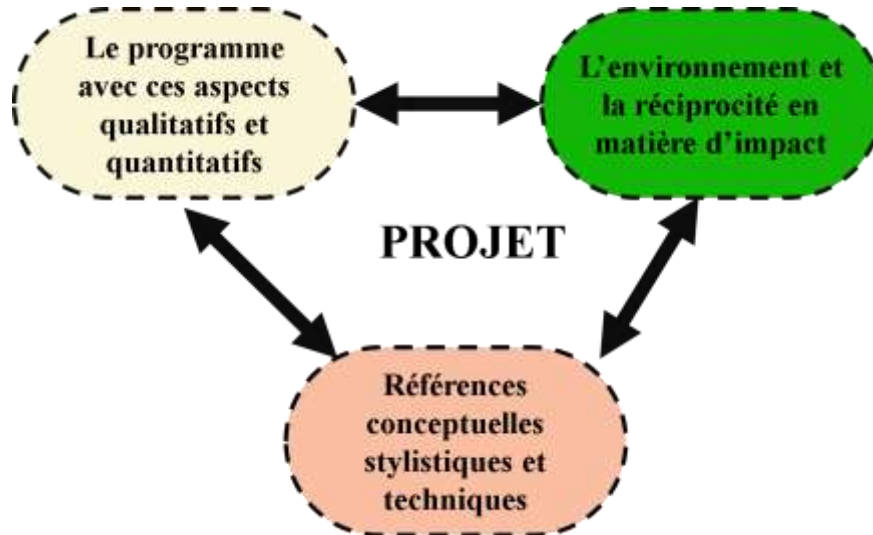 Le programme
avec ces aspects
qualitatifs et
quantitatifs
L'environnement et
la réciprocité en
matière d'impact
PROJET
Références
conceptuelles
stylistiques et
techniques